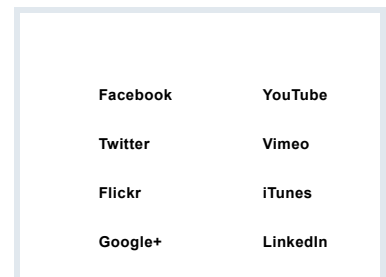 Facebook YouTube
Twitter Vimeo
Flickr iTunes
Google+ LinkedIn